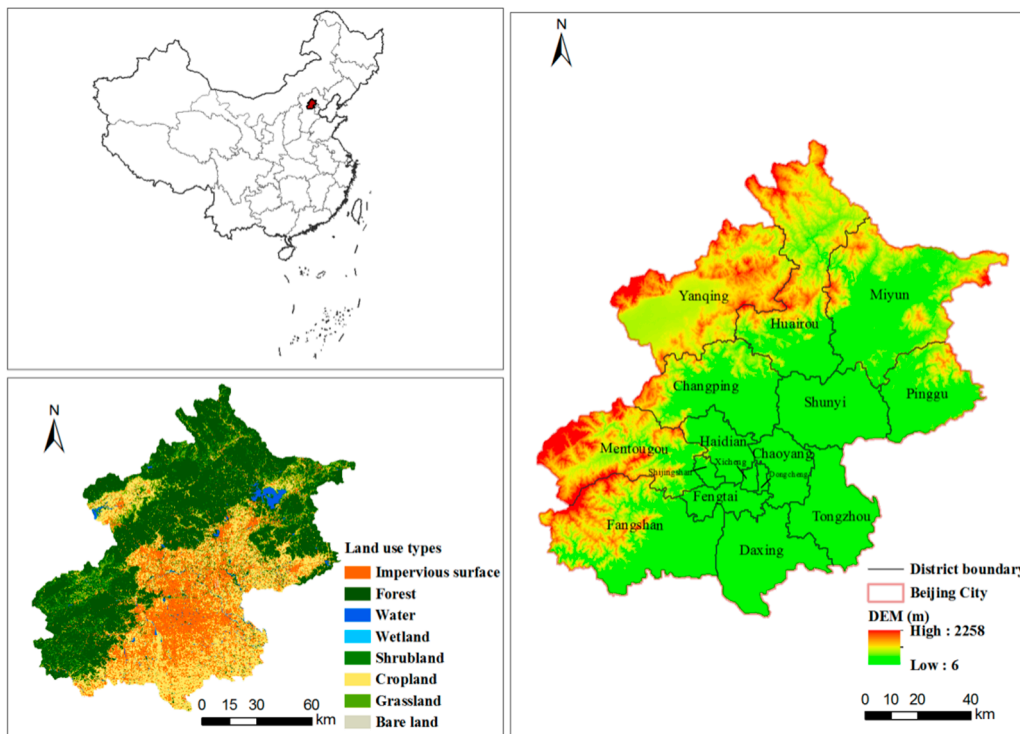 N
Land use types
Impervious surface
Forest
Water
Wetland
Shrubland
Cropland
Grassland
Bare land
0 15 30 60
km
N
Yanqing
Miyun
Huairou
Changping
Shunyi
Pinggu
Haidian
Mentougou
Chaoyang
Xicheng
Shijingshan
Dongcheng
Fengtai
Tongzhou
Fangshan
Daxing
District boundary
Beijing City
DEM (m)
High : 2258
Low : 6
0 10 20 40
km